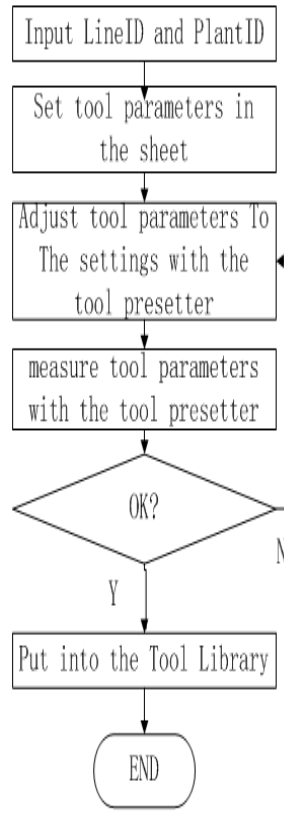 Input LineID and PlantID
Set tool parameters in
the sheet
Adjust tool parameters To
The settings with the
tool presetter
measure tool parameters
with the tool presetter
OK?
N
Y
Put into the Tool Library
END